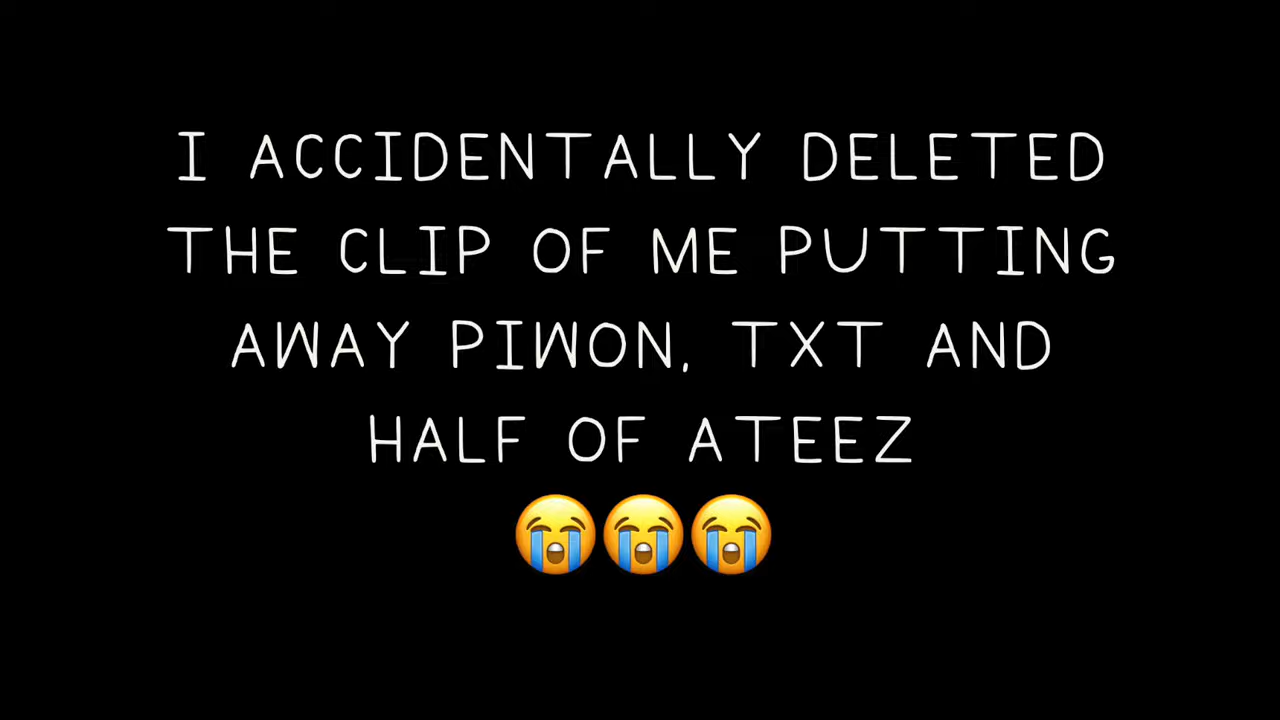 I ACCIDENTALLY DELETED
THE CLIP OF ME PUTTING
AWAY PIWON, TXT AND
HALF OF ATEEZ
😭😭😭